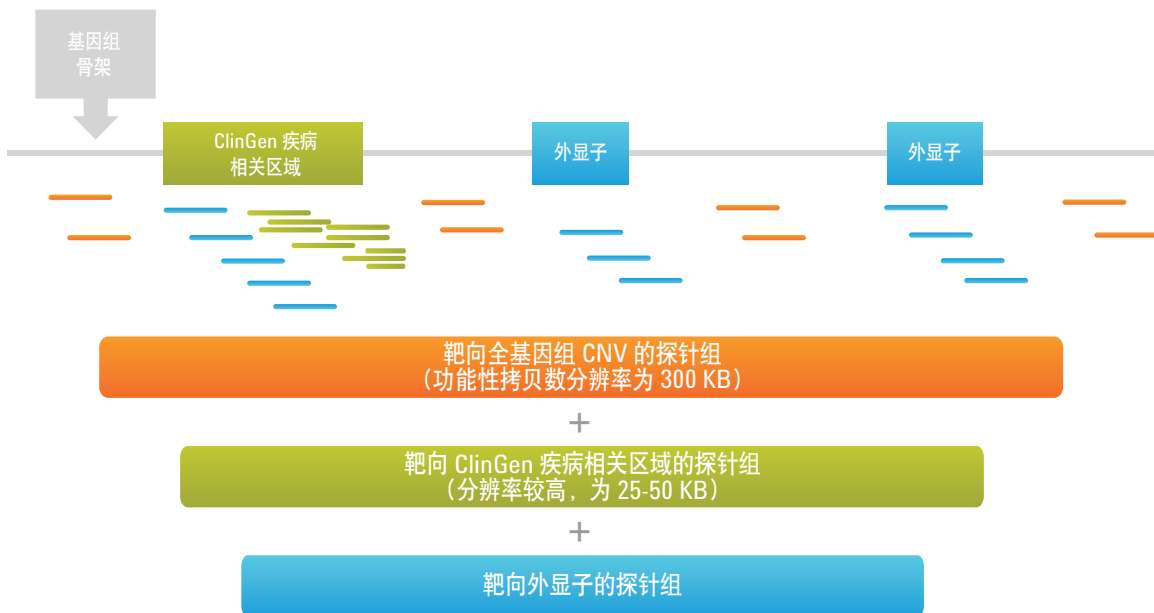 基因组
骨架
ClinGen 疾病
相关区域
外显子
外显子
靶向全基因组 CNV 的探针组
（功能性拷贝数分辨率为 300 KB）
+
靶向 ClinGen 疾病相关区域的探针组
（分辨率较高，为 25-50 KB）
+
靶向外显子的探针组